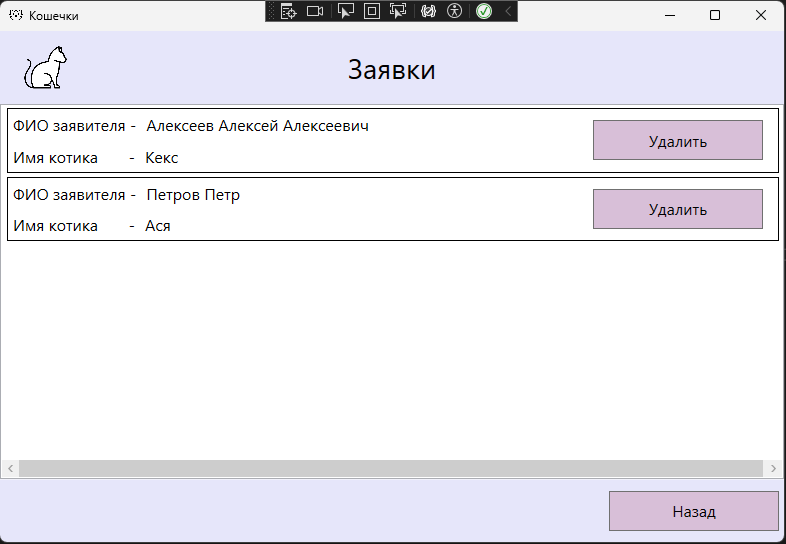 Кошечки
Заявки
ФИО заявителя - Алексеев Алексей Алексеевич
Имя котика - Кекс
Удалить
ФИО заявителя - Петров Петр
Имя котика - Ася
Удалить
Назад